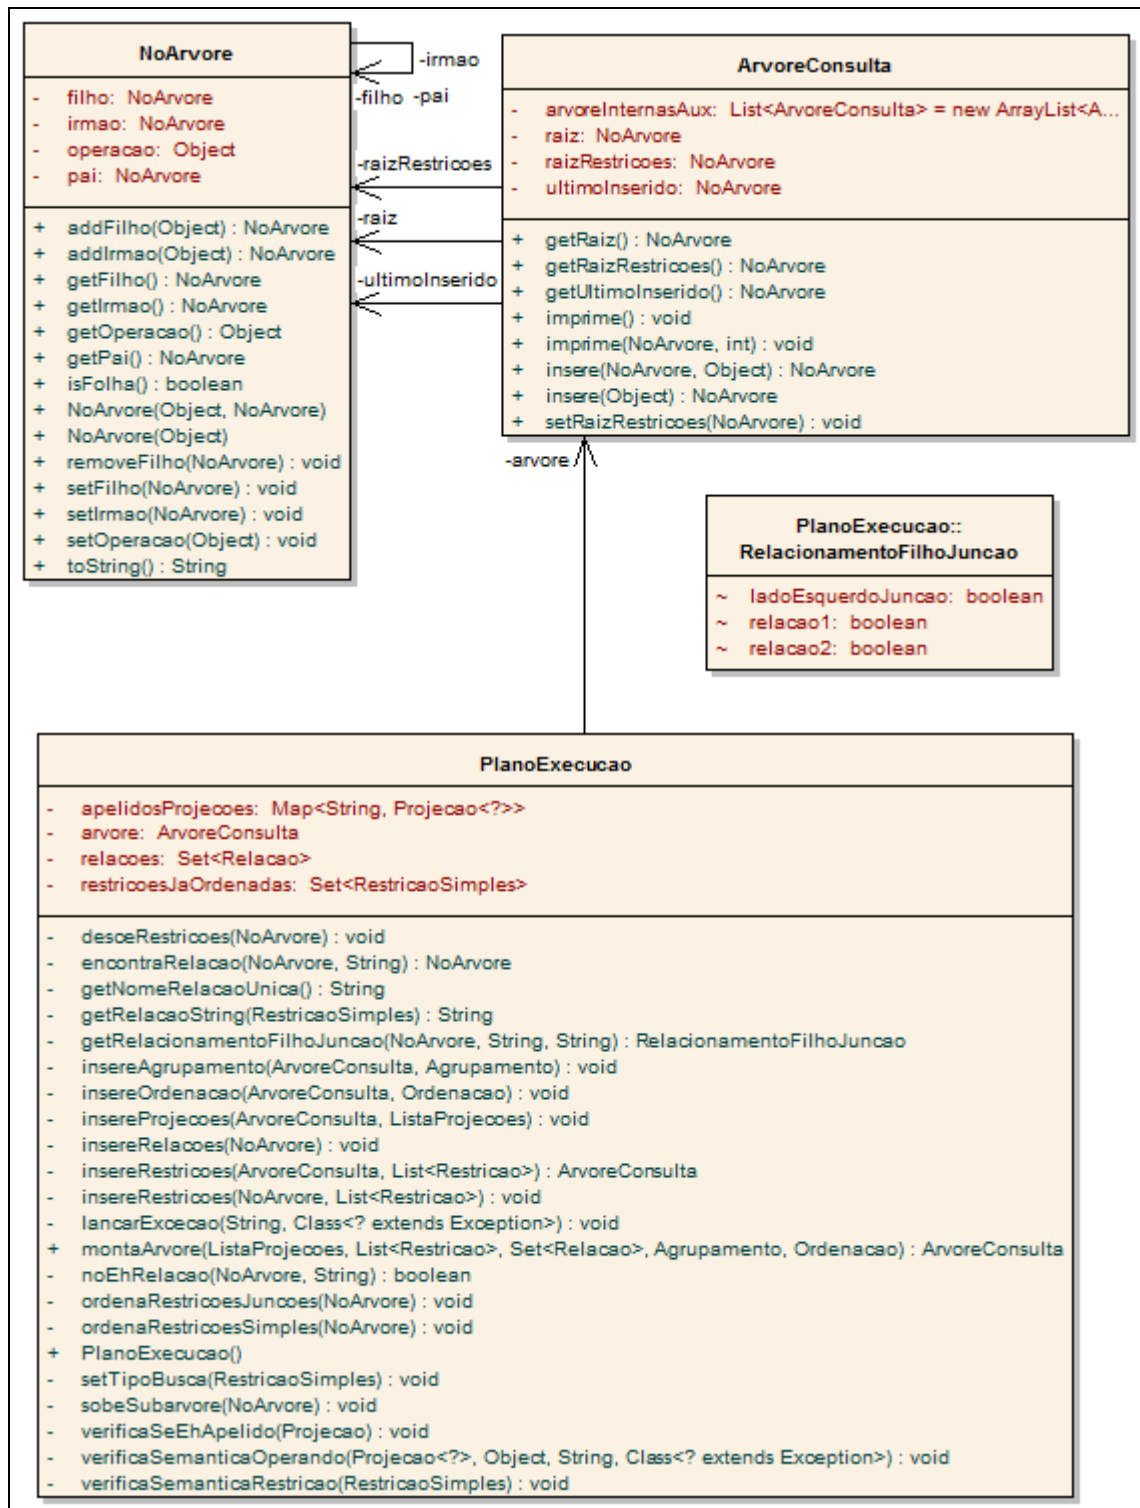 NoArvore
- filho: NoArvore
- irmao: NoArvore
- operacao: Object
- pai: NoArvore
+ addFilho(Object) : NoArvore
+ addIrmao(Object) : NoArvore
+ getFilho() : NoArvore
+ getIrmao() : NoArvore
+ getOperacao() : Object
+ getPai() : NoArvore
+ isFolha() : boolean
+ NoArvore(Object, NoArvore)
+ NoArvore(Object)
+ removeFilho(NoArvore) : void
+ setFilho(NoArvore) : void
+ setIrmao(NoArvore) : void
+ setOperacao(Object) : void
+ toString() : String
-irmao
-filho -pai
-raizRestricoes
-raiz
-ultimoInserido
ArvoreConsulta
- arvoreInternasAux: List<ArvoreConsulta> = new ArrayList<A...
- raiz: NoArvore
- raizRestricoes: NoArvore
- ultimoInserido: NoArvore
+ getRaiz() : NoArvore
+ getRaizRestricoes() : NoArvore
+ getUltimoInserido() : NoArvore
+ imprime() : void
+ imprime(NoArvore, int) : void
+ insere(NoArvore, Object) : NoArvore
+ insere(Object) : NoArvore
+ setRaizRestricoes(NoArvore) : void
-arvore
PlanoExecucao::
RelacionamentoFilhoJuncao
~ ladoEsquerdoJuncao: boolean
~ relacao1: boolean
~ relacao2: boolean
PlanoExecucao
- apelidosProjecoes: Map<String, Projecao<?>>
- arvore: ArvoreConsulta
- relacoes: Set<Relacao>
- restricoesJaOrdenadas: Set<RestricaoSimples>
- desceRestricoes(NoArvore) : void
- encontraRelacao(NoArvore, String) : NoArvore
- getNomeRelacaoUnica() : String
- getRelacaoString(RestricaoSimples) : String
- getRelacionamentoFilhoJuncao(NoArvore, String, String) : RelacionamentoFilhoJuncao
- insereAgrupamento(ArvoreConsulta, Agrupamento) : void
- insereOrdenacao(ArvoreConsulta, Ordenacao) : void
- insereProjecoes(ArvoreConsulta, ListaProjecoes) : void
- insereRelacoes(NoArvore) : void
- insereRestricoes(ArvoreConsulta, List<Restricao>) : ArvoreConsulta
- insereRestricoes(NoArvore, List<Restricao>) : void
- lancarExcecao(String, Class<? extends Exception>) : void
+ montaArvore(ListaProjecoes, List<Restricao>, Set<Relacao>, Agrupamento, Ordenacao) : ArvoreConsulta
- noEhRelacao(NoArvore, String) : boolean
- ordenaRestricoesJuncoes(NoArvore) : void
- ordenaRestricoesSimples(NoArvore) : void
+ PlanoExecucao()
- setTipoBusca(RestricaoSimples) : void
- sobeSubarvore(NoArvore) : void
- verificaSeEhApelido(Projecao) : void
- verificaSemanticaOperando(Projecao<?>, Object, String, Class<? extends Exception>) : void
- verificaSemanticaRestricao(RestricaoSimples) : void